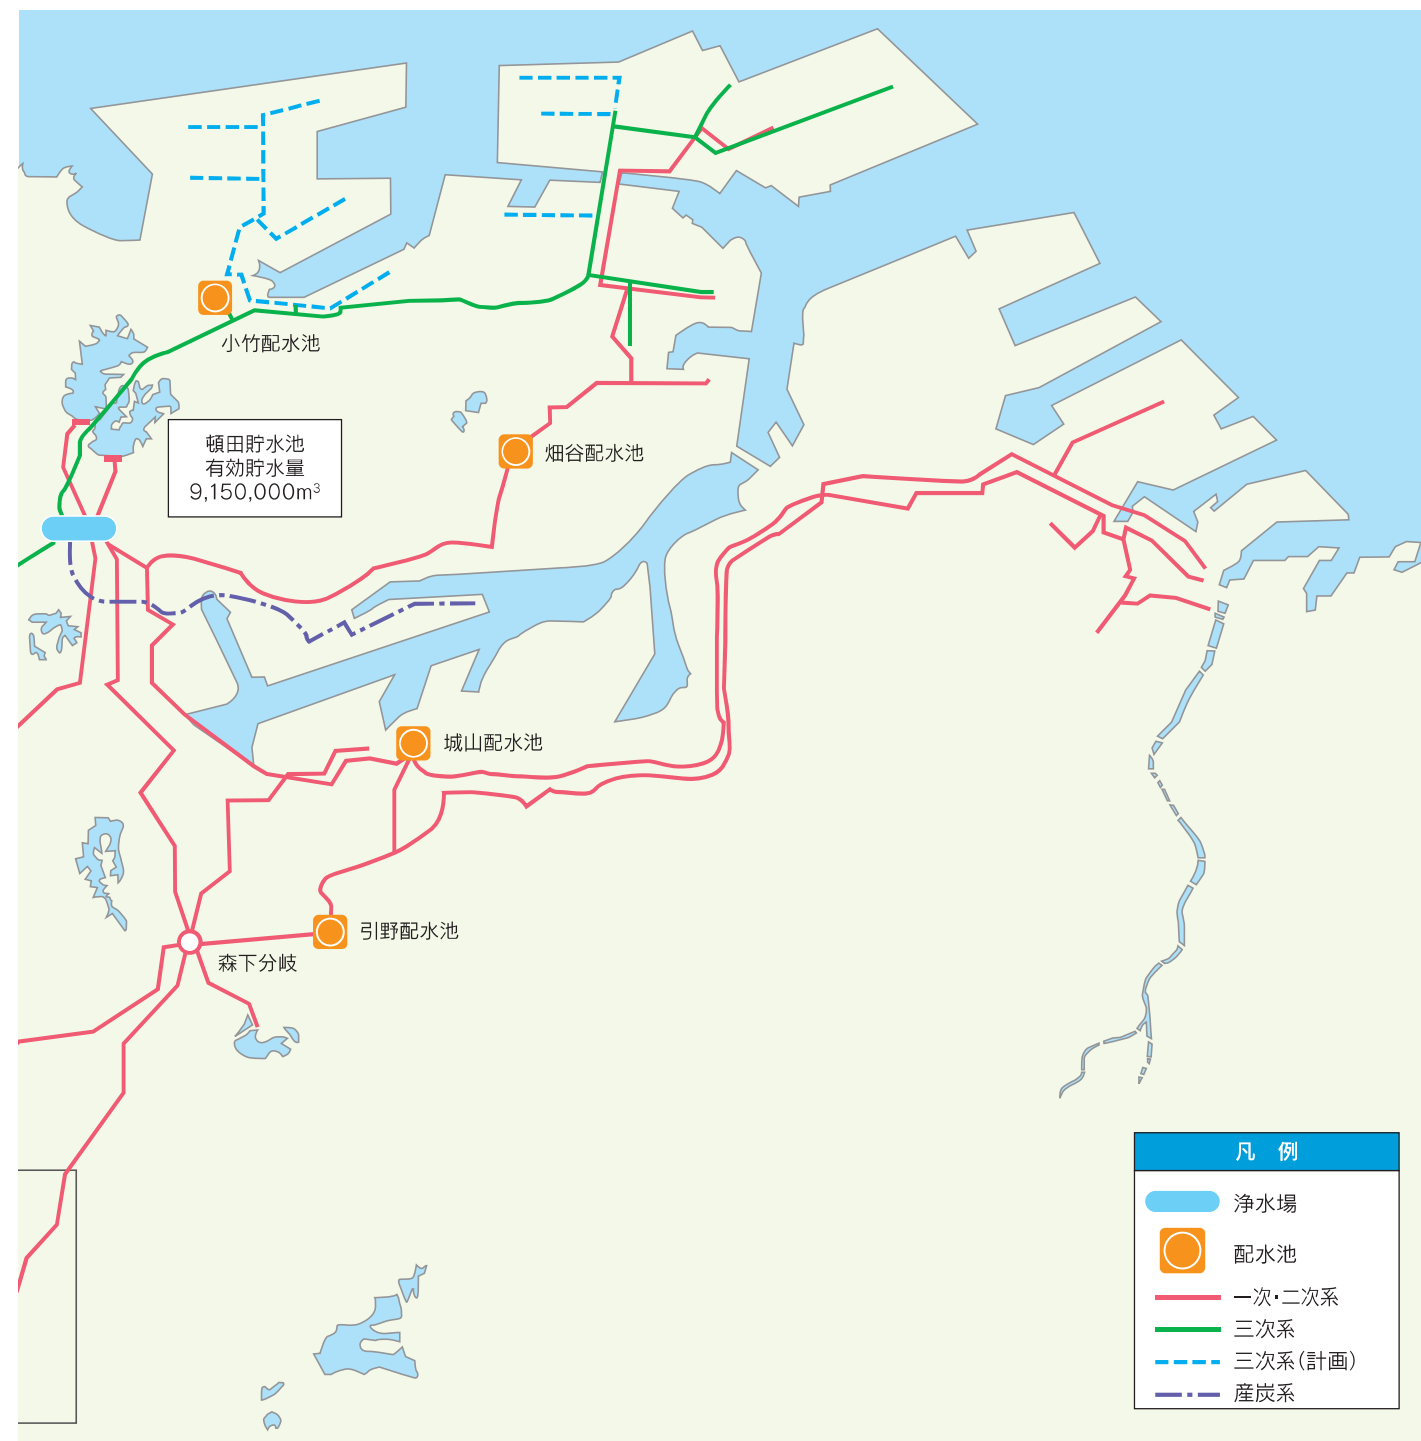 小竹配水池
頓田貯水池
有効貯水量
9,150,000m³
畑谷配水池
城山配水池
引野配水池
森下分岐
凡 例
浄水場
配水池
一次・二次系
三次系
三次系(計画)
産炭系